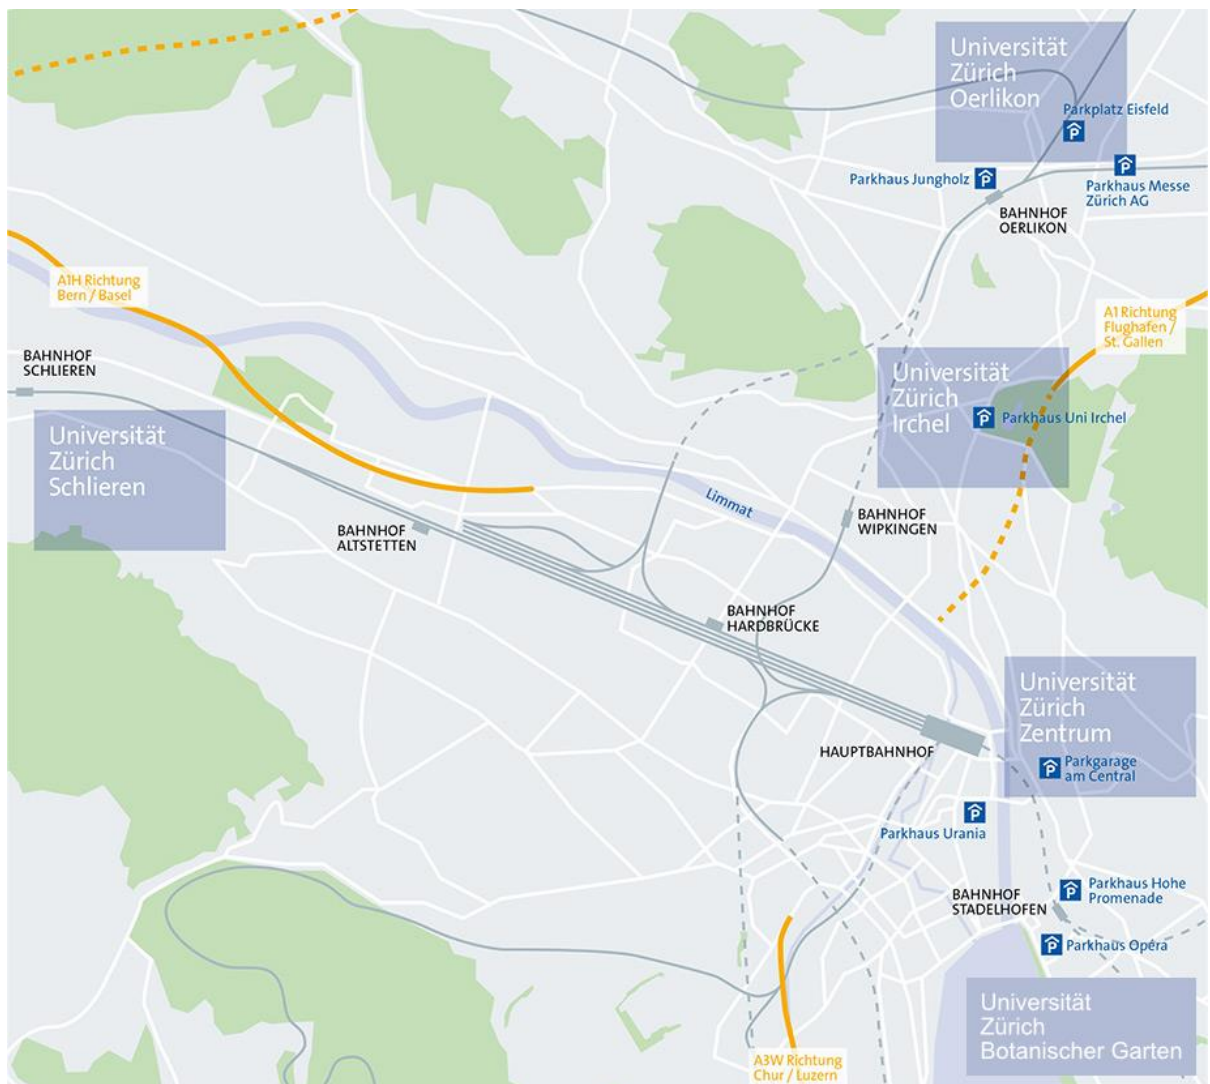 Universität
Zürich
Oerlikon
Parkplatz Eisfeld
P
Parkhaus Jungholz
P
P
Parkhaus Messe
Zürich AG
BAHNHOF
OERLIKON
A1H Richtung
Bern / Basel
A1 Richtung
Flughafen /
St. Gallen
BAHNHOF
SCHLIEREN
Universität
Zürich
Irchel
P
Parkhaus Uni Irchel
Universität
Zürich
Schlieren
Limmat
BAHNHOF
ALTSTETTEN
BAHNHOF
WIPKINGEN
BAHNHOF
HARDBRÜCKE
Universität
Zürich
Zentrum
HAUPTBAHNHOF
P
Parkgarage
am Central
P
Parkhaus Urania
BAHNHOF
STADELHOFEN
P
Parkhaus Hohe
Promenade
P
Parkhaus Opéra
Universität
Zürich
Botanischer Garten
A3W Richtung
Chur / Luzern